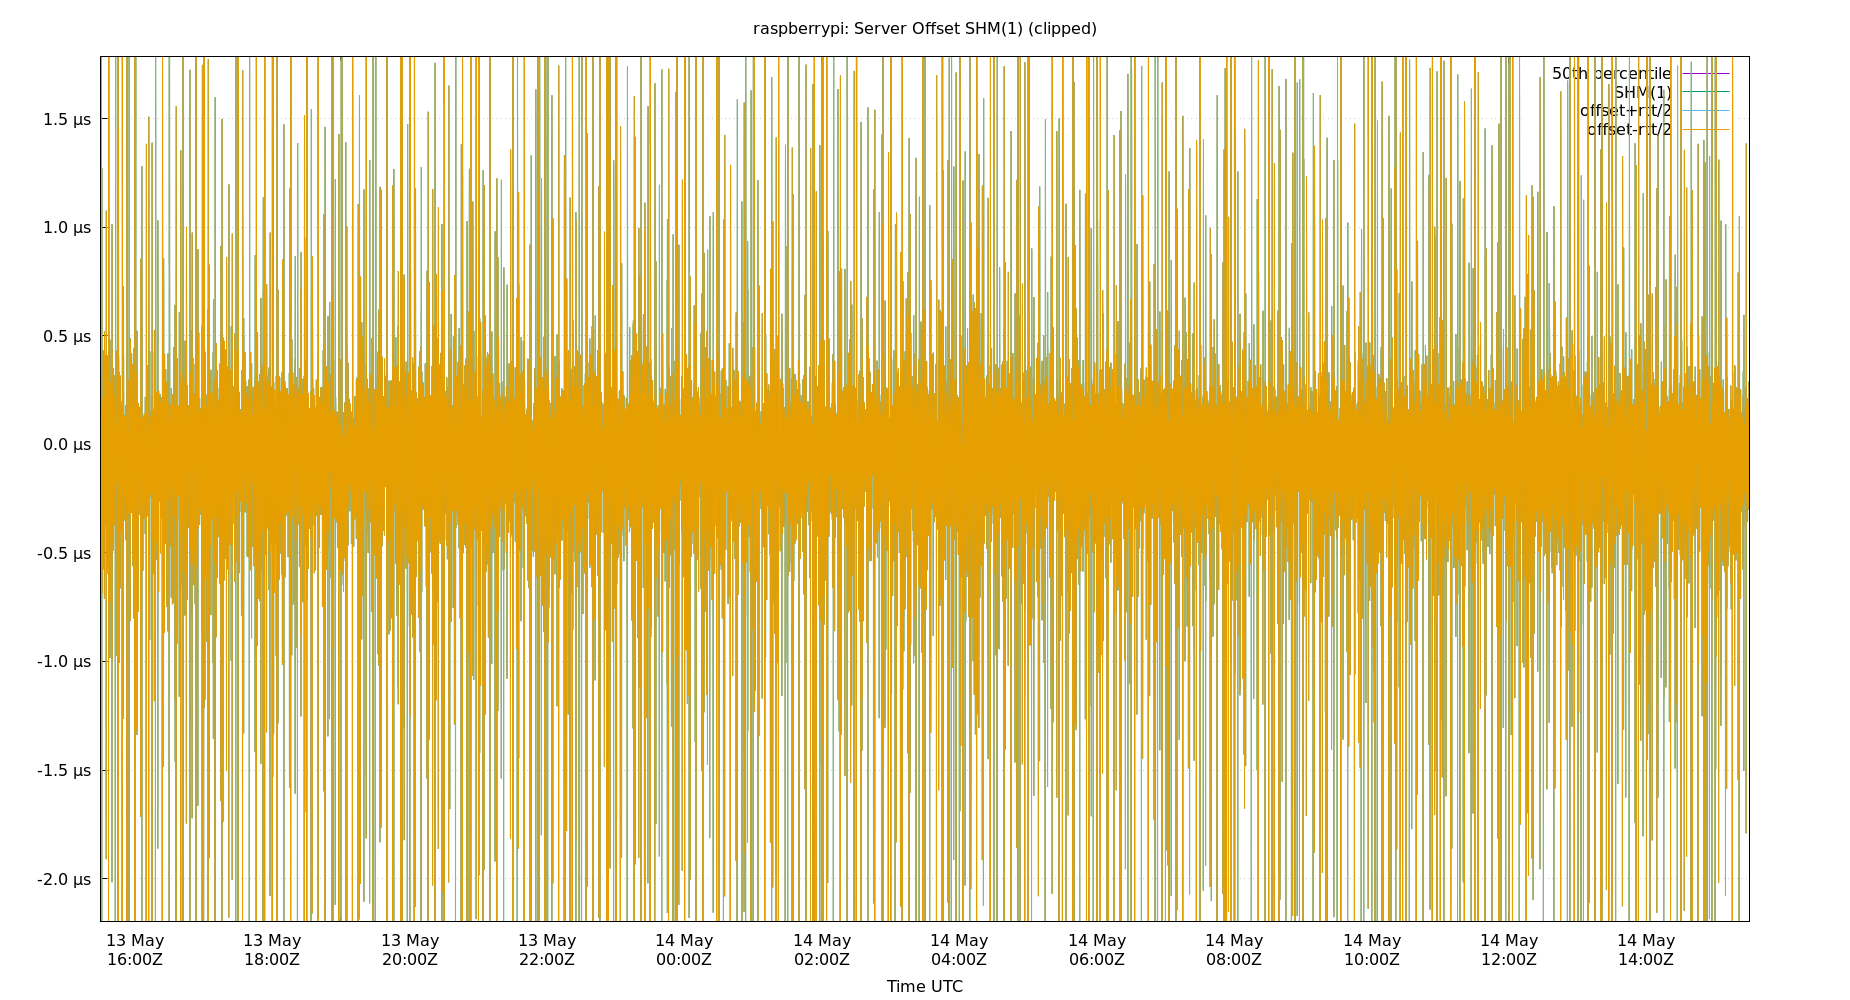 raspberrypi: Server Offset SHM(1) (clipped)
50th percentile
SHM(1)
offset+rtt/2
offset-rtt/2
1.5 µs
1.0 µs
0.5 µs
0.0 µs
-0.5 µs
-1.0 µs
-1.5 µs
-2.0 µs
13 May 13 May 13 May 13 May 14 May 14 May 14 May 14 May 14 May 14 May 14 May 14 May
16:00Z 18:00Z 20:00Z 22:00Z 00:00Z 02:00Z 04:00Z 06:00Z 08:00Z 10:00Z 12:00Z 14:00Z
Time UTC